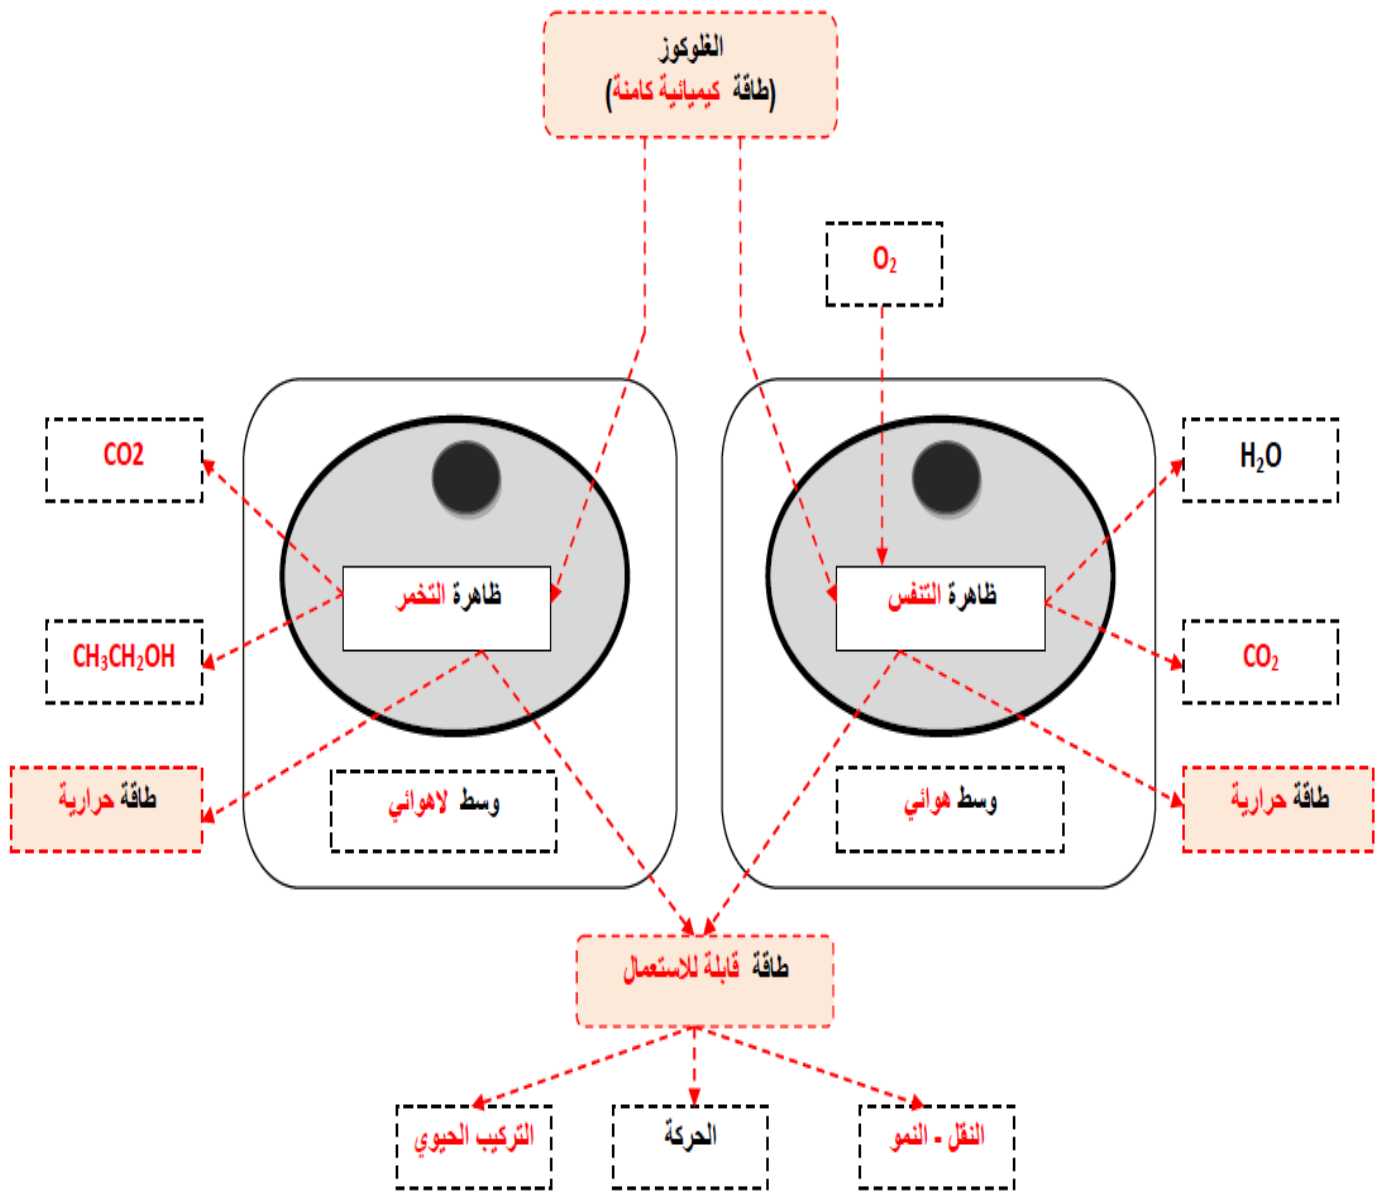 الغلوكوز
(طاقة كيميائية كامنة)
O₂
H₂O
CO2
ظاهرة التنفس
ظاهرة التخمر
CO₂
CH₃CH₂OH
طاقة حرارية
وسط هوائي
وسط لاهوائي
طاقة حرارية
طاقة قابلة للاستعمال
النقل - النمو
الحركة
التركيب الحيوي